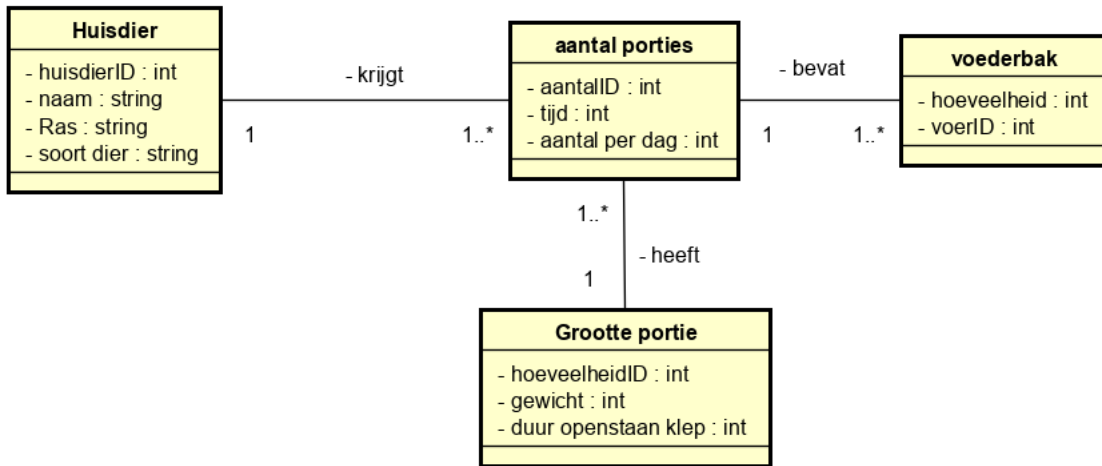 Huisdier
- huisdierID : int
- naam : string
- Ras : string
- soort dier : string
- krijgt
1
1..*
aantal porties
- aantalID : int
- tijd : int
- aantal per dag : int
- bevat
1
1..*
voederbak
- hoeveelheid : int
- voerID : int
1..*
- heeft
1
Grootte portie
- hoeveelheidID : int
- gewicht : int
- duur openstaan klep : int